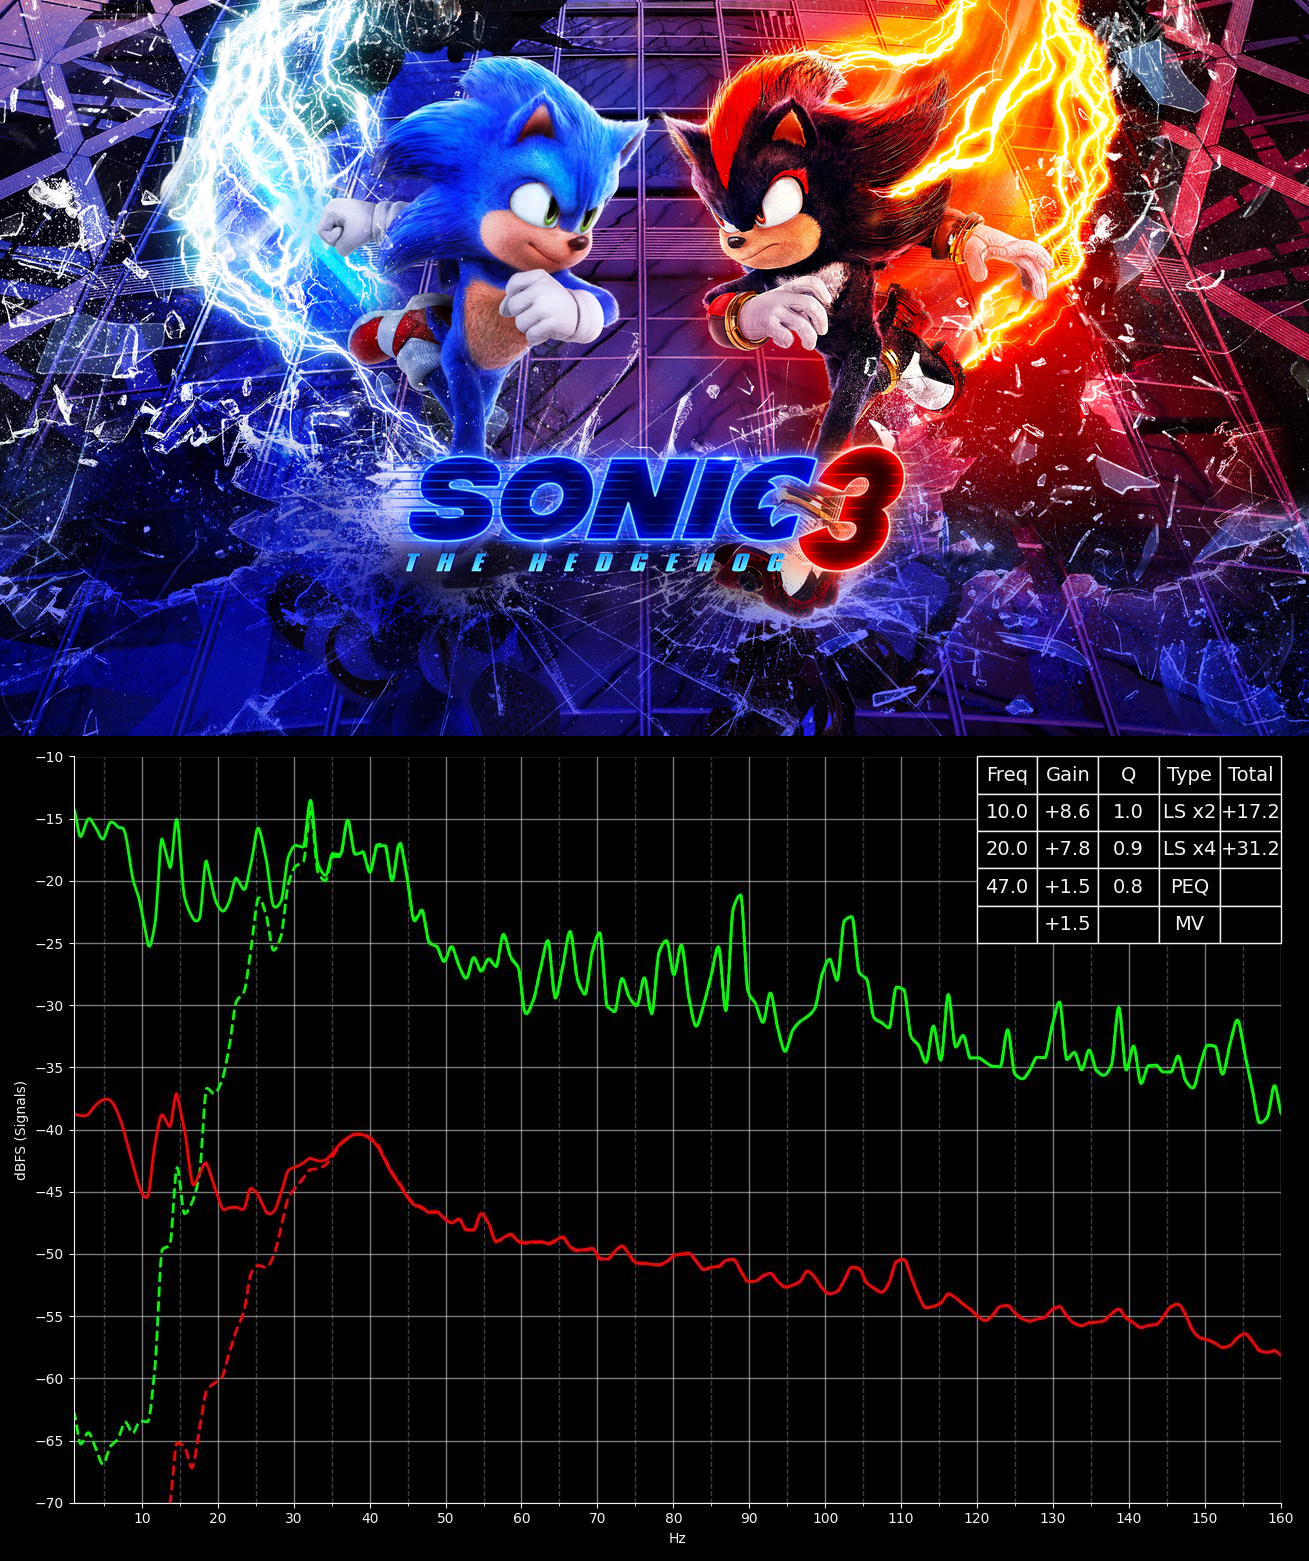 SONIC 3
THE HEDGEHOG
Freq Gain Q Type Total
10.0 +8.6 1.0 LS x2 +17.2
20.0 +7.8 0.9 LS x4 +31.2
47.0 +1.5 0.8 PEQ
+1.5 MV
−10
−15
−20
−25
−30
−35
−40
−45
−50
−55
−60
−65
−70
dBFS (Signals)
10 20 30 40 50 60 70 80 90 100 110 120 130 140 150 160
Hz